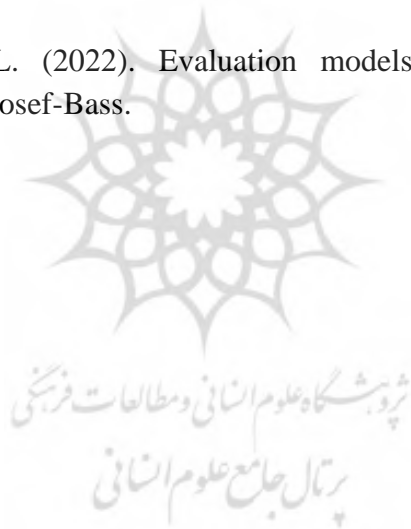 L. (2022). Evaluation models
osef-Bass.
پژوهشگاه علوم انسانی و مطالعات فرهنگی
پرتال جامع علوم انسانی